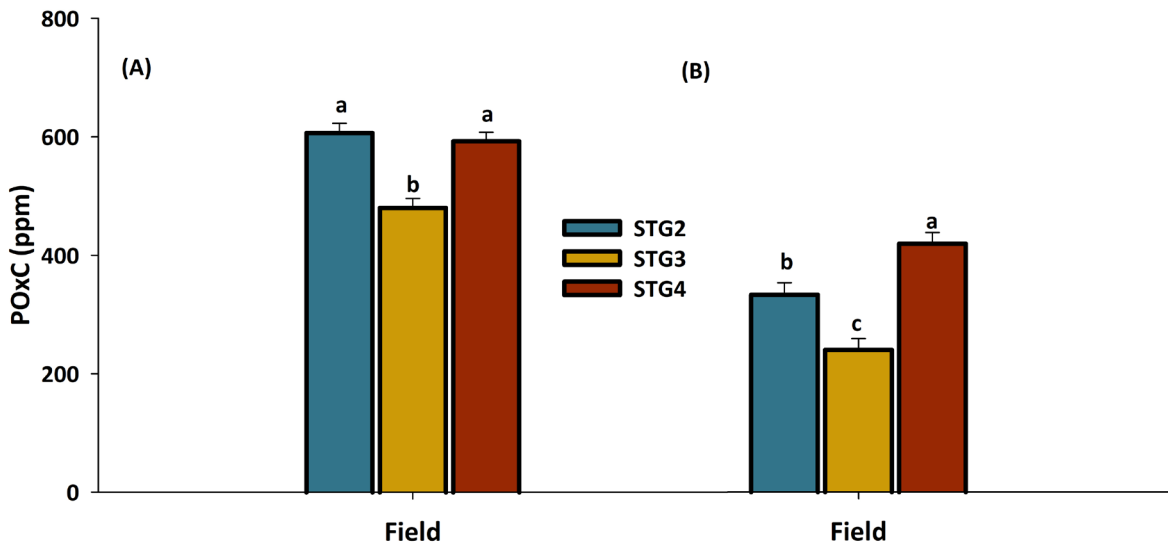 800
(A)
(B)
a
a
600
b
POxC (ppm)
STG2
STG3
STG4
a
400
b
c
200
0
Field
Field